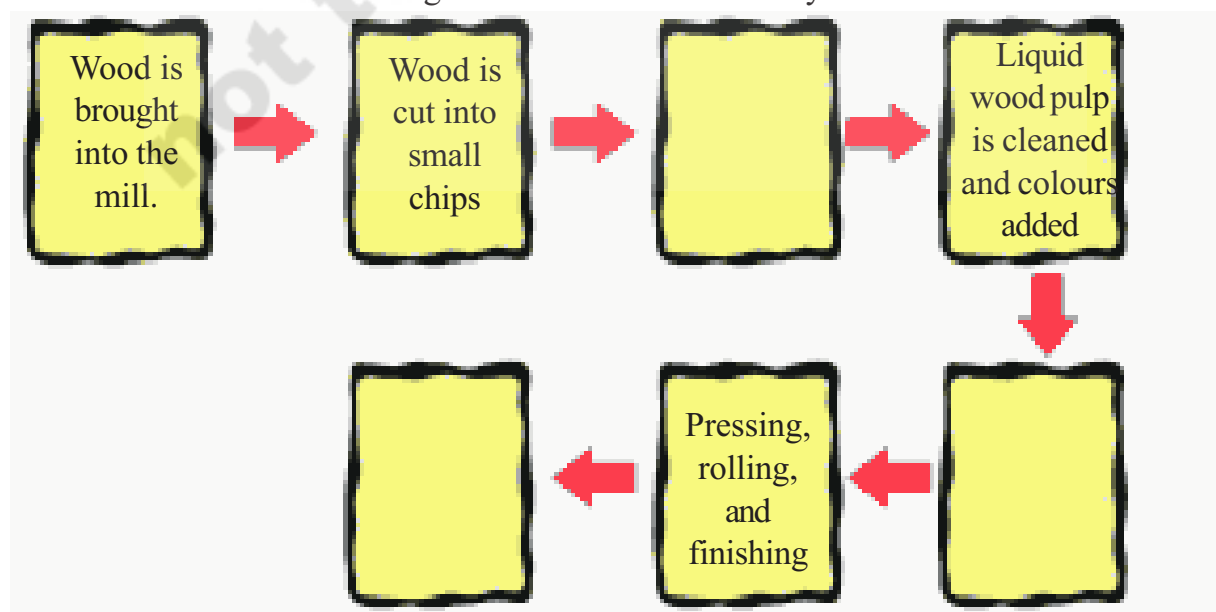 Wood is
brought
into the
mill.
Wood is
cut into
small
chips
Liquid
wood pulp
is cleaned
and colours
added
Pressing,
rolling,
and
finishing
not